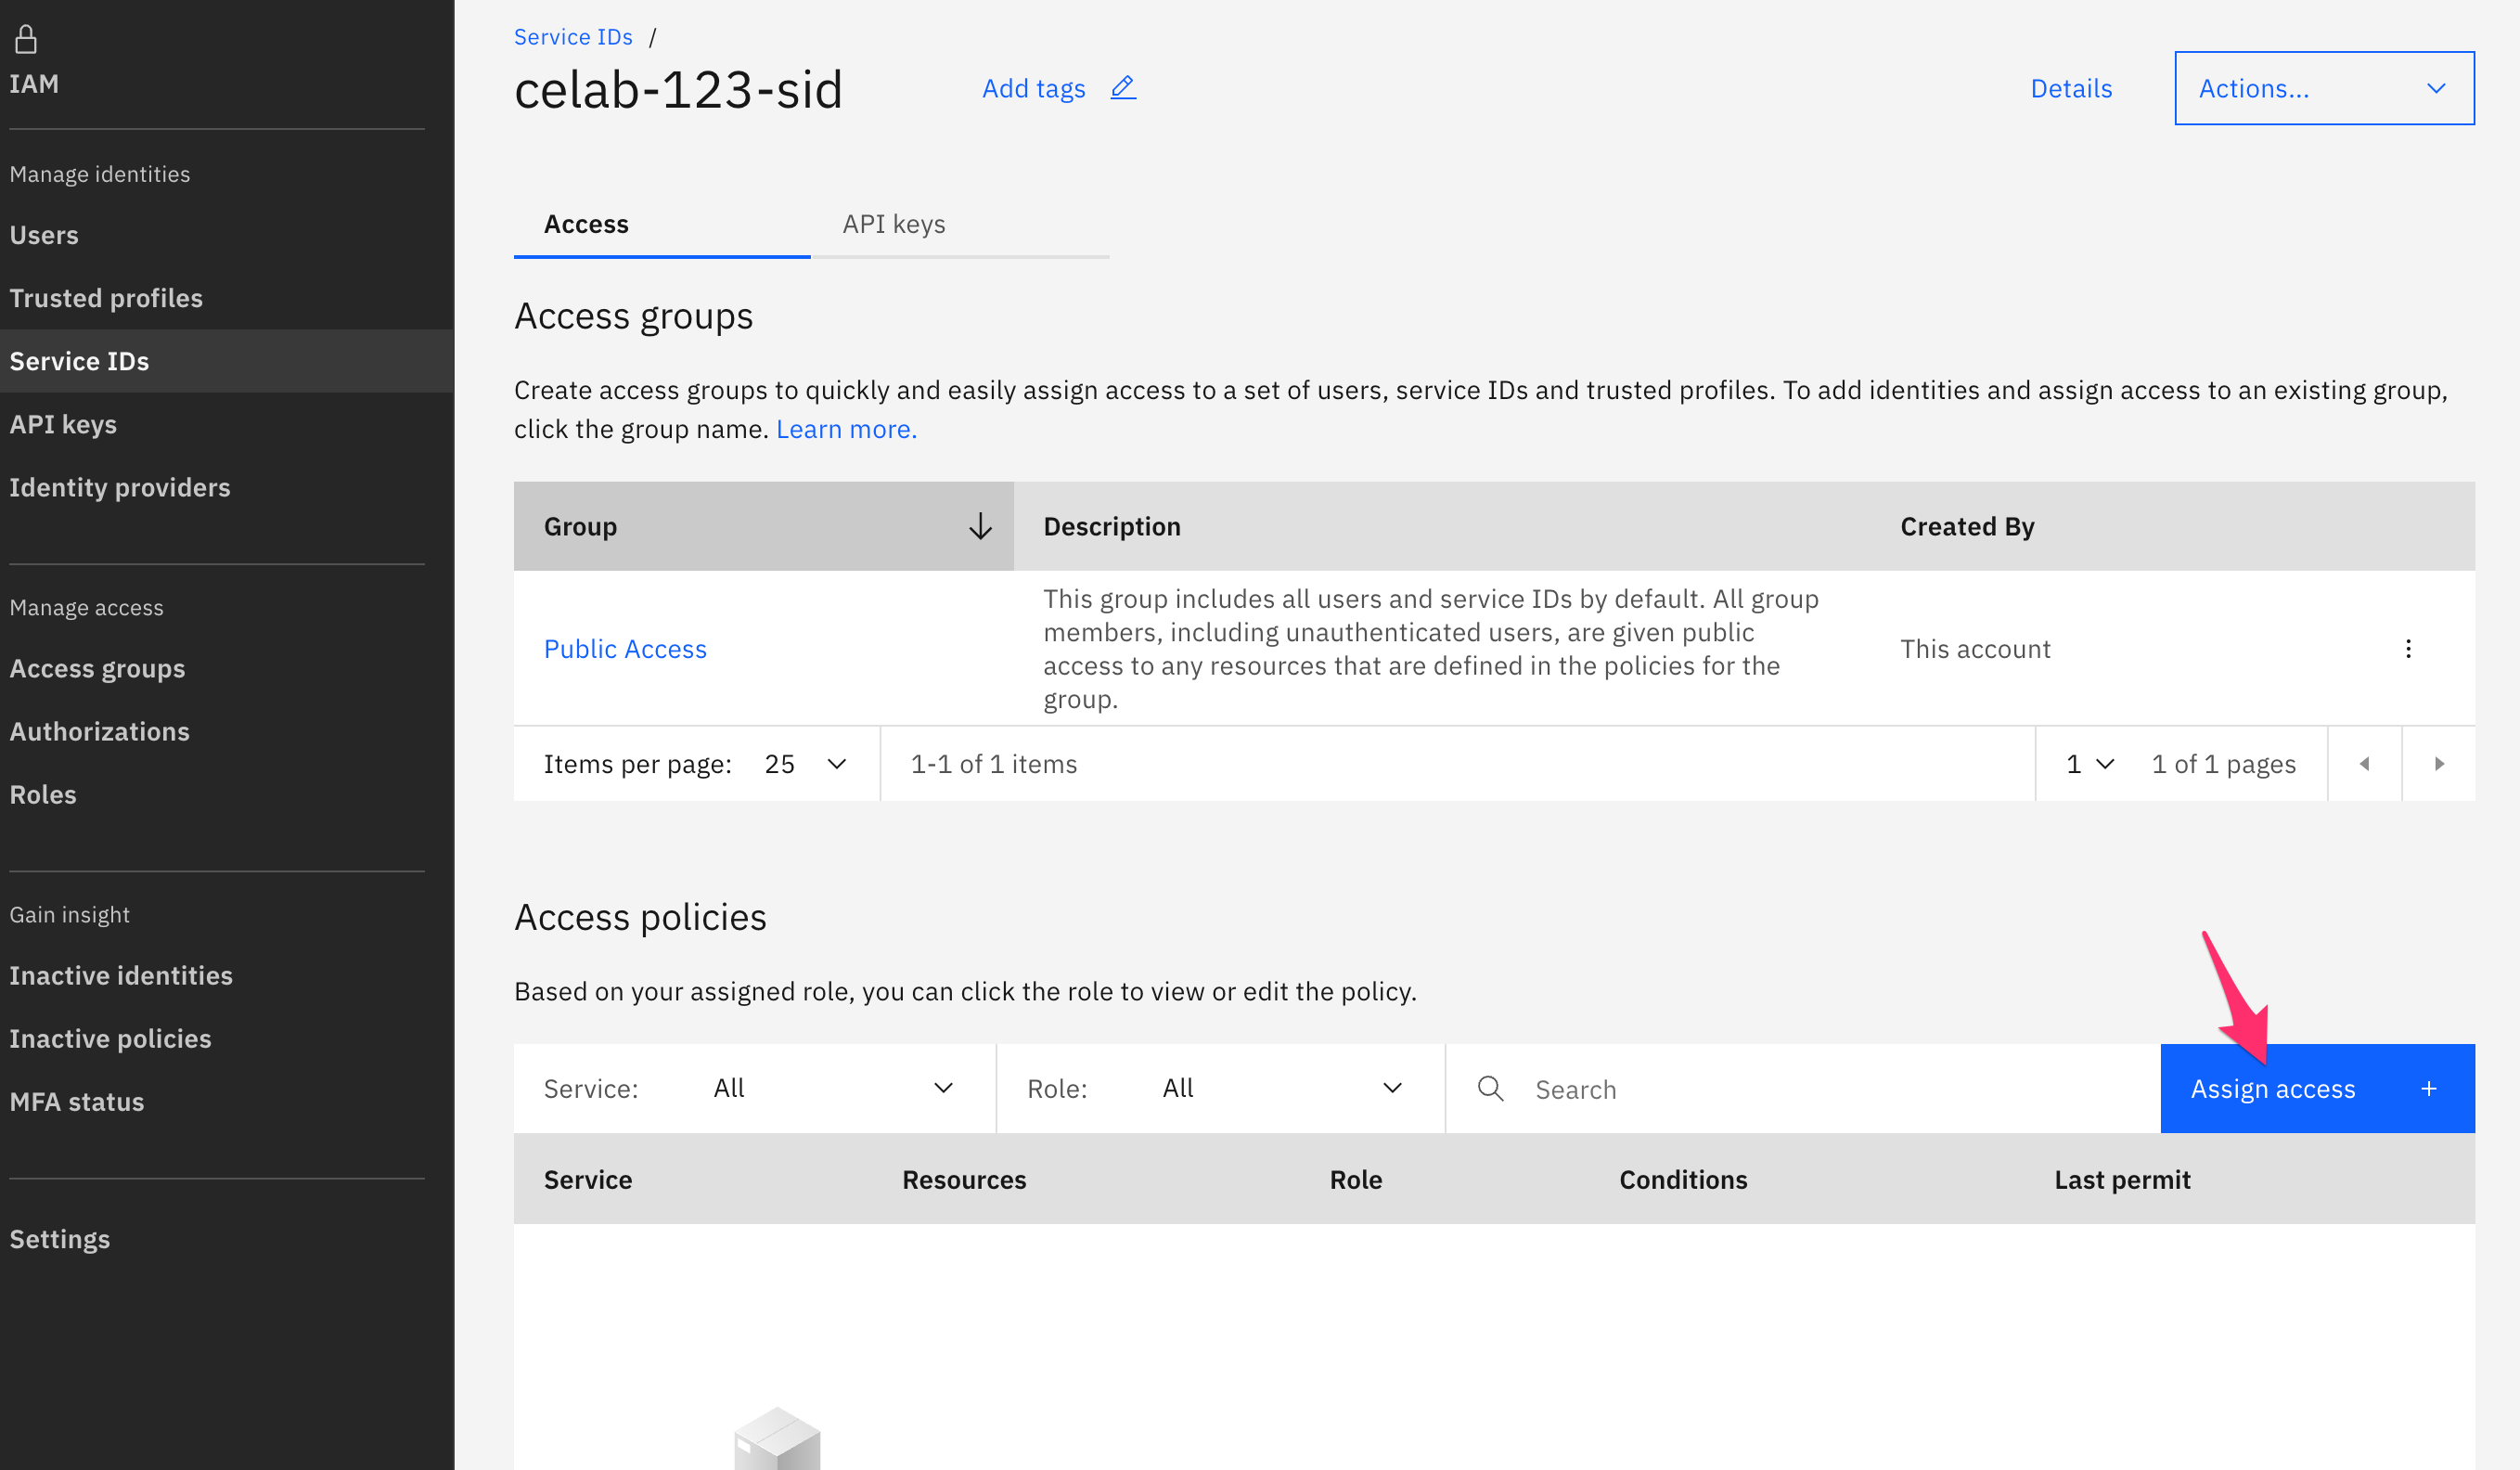 IAM
Manage identities
Users
Trusted profiles
Service IDs
API keys
Identity providers
Manage access
Access groups
Authorizations
Roles
Gain insight
Inactive identities
Inactive policies
MFA status
Settings
Service IDs /
celab-123-sid
Add tags
Details
Actions...
Access
API keys
Access groups
Create access groups to quickly and easily assign access to a set of users, service IDs and trusted profiles. To add identities and assign access to an existing group,
click the group name. Learn more.
Group Description Created By
Public Access
This group includes all users and service IDs by default. All group
members, including unauthenticated users, are given public
access to any resources that are defined in the policies for the
group.
This account
Items per page: 25 1-1 of 1 items 1 1 of 1 pages
Access policies
Based on your assigned role, you can click the role to view or edit the policy.
Service: All Role: All Search Assign access +
Service Resources Role Conditions Last permit